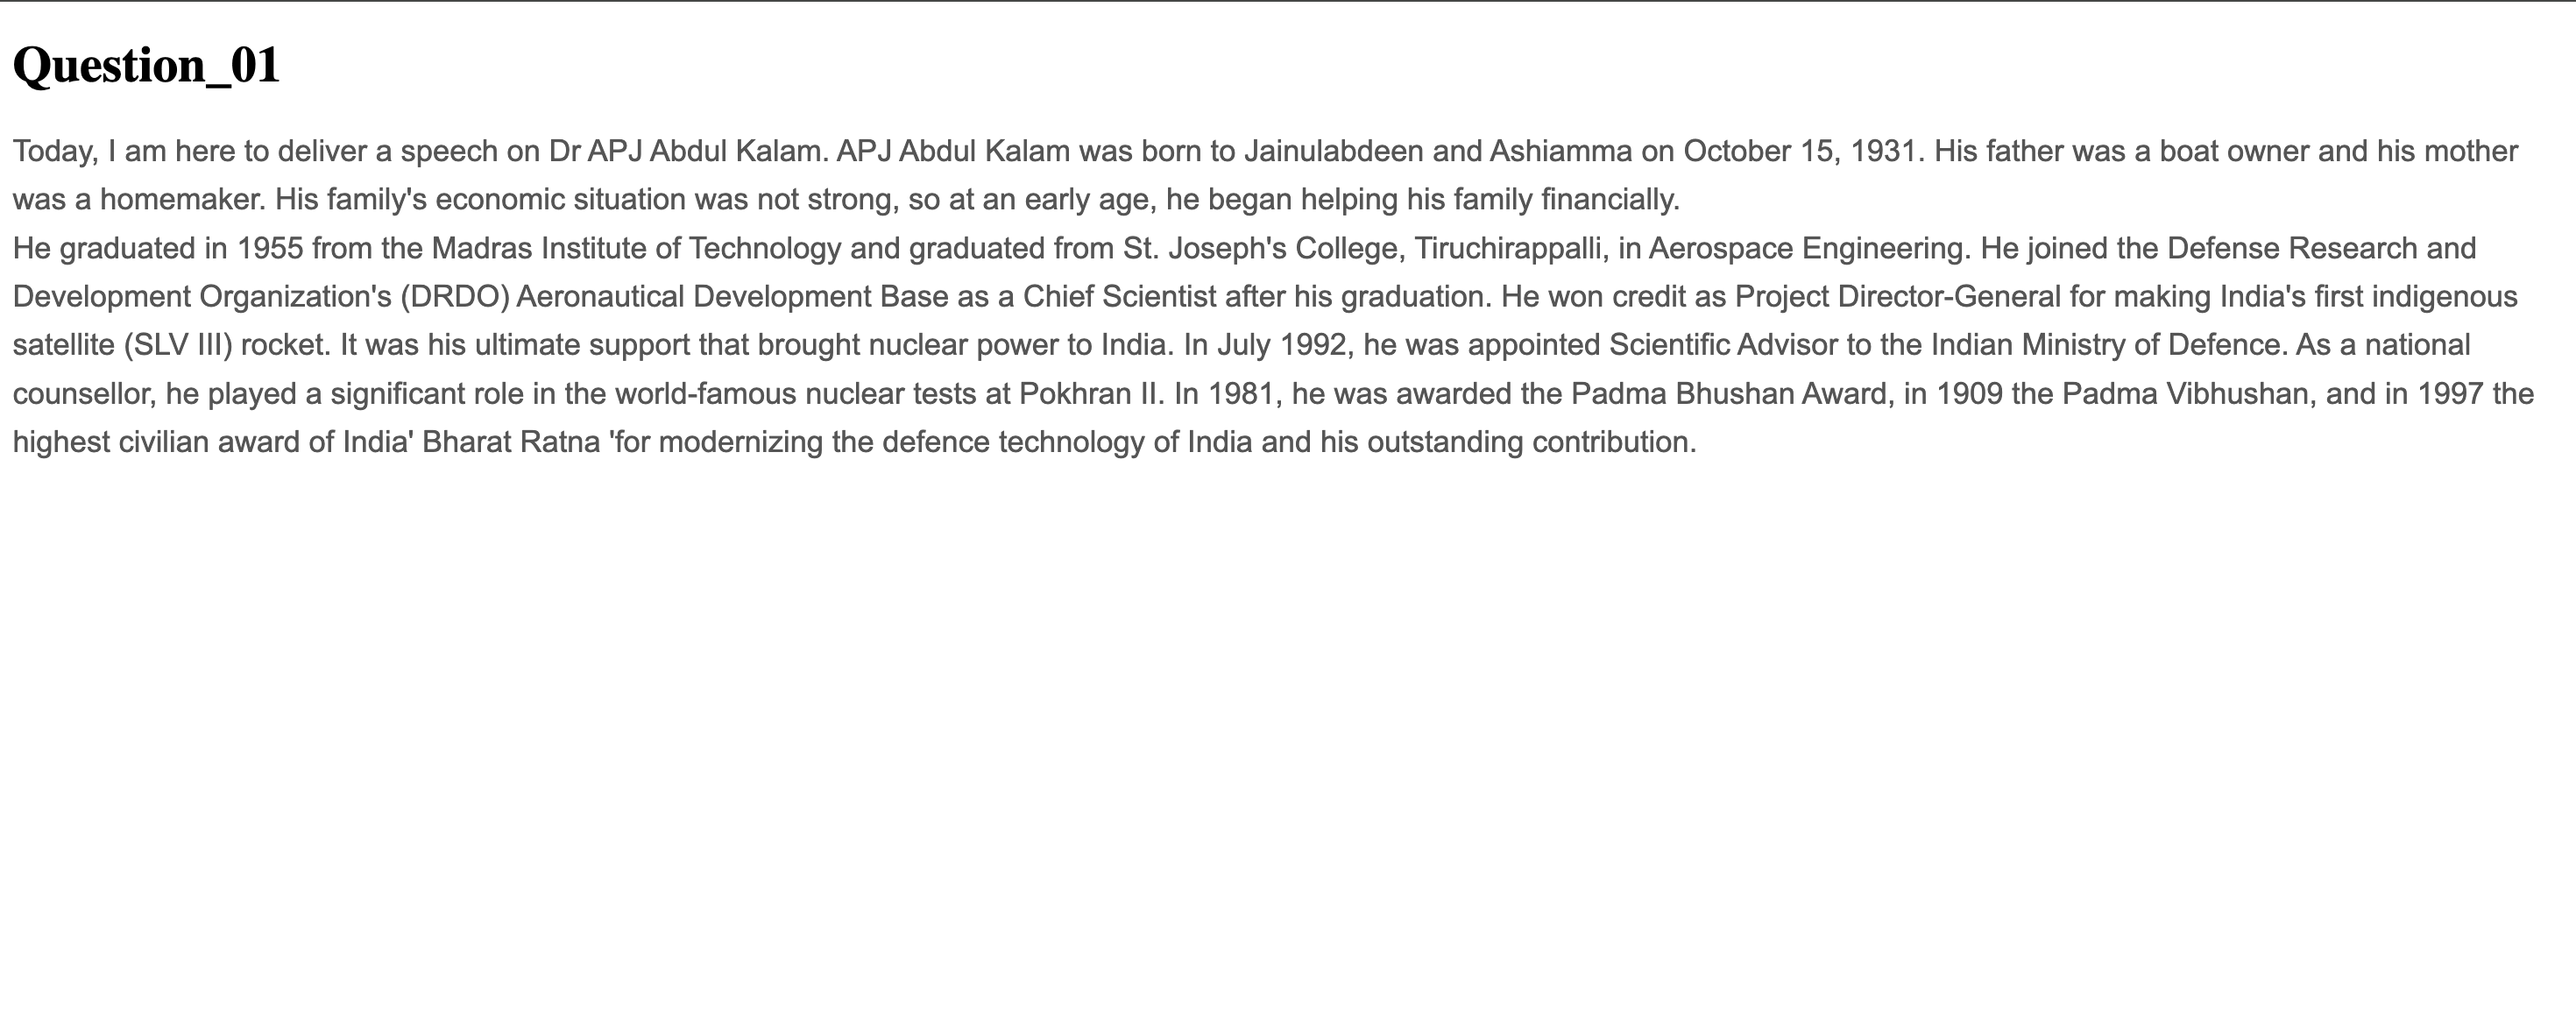 Question_01
Today, I am here to deliver a speech on Dr APJ Abdul Kalam. APJ Abdul Kalam was born to Jainulabdeen and Ashiamma on October 15, 1931. His father was a boat owner and his mother
was a homemaker. His family's economic situation was not strong, so at an early age, he began helping his family financially.
He graduated in 1955 from the Madras Institute of Technology and graduated from St. Joseph's College, Tiruchirappalli, in Aerospace Engineering. He joined the Defense Research and
Development Organization's (DRDO) Aeronautical Development Base as a Chief Scientist after his graduation. He won credit as Project Director-General for making India's first indigenous
satellite (SLV III) rocket. It was his ultimate support that brought nuclear power to India. In July 1992, he was appointed Scientific Advisor to the Indian Ministry of Defence. As a national
counsellor, he played a significant role in the world-famous nuclear tests at Pokhran II. In 1981, he was awarded the Padma Bhushan Award, in 1909 the Padma Vibhushan, and in 1997 the
highest civilian award of India' Bharat Ratna 'for modernizing the defence technology of India and his outstanding contribution.